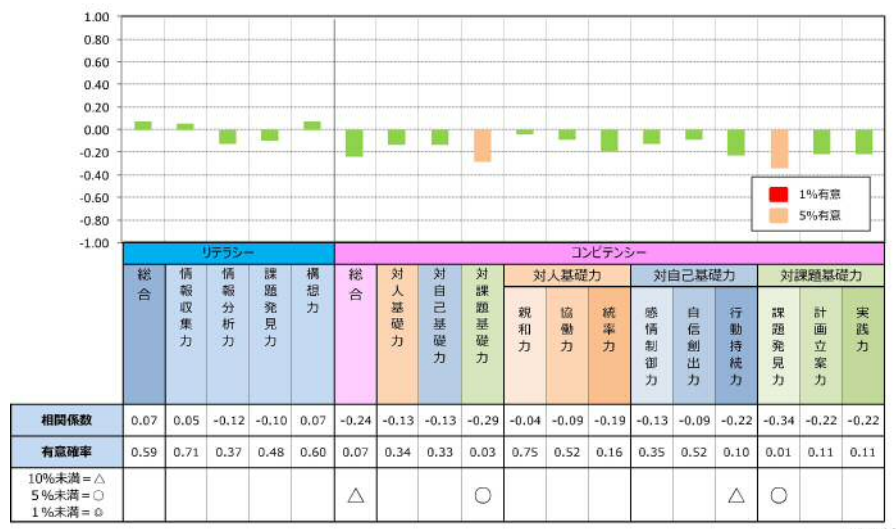 1.00
0.80
0.60
0.40
0.20
0.00
-0.20
-0.40
-0.60
-0.80
-1.00
1%有意
5%有意
リテラシー コンピテンシー
総合 情報収集力 情報分析力 課題発見力 構想力 総合 対人基礎力 対自己基礎力 対課題基礎力 対人基礎力 対自己基礎力 対課題基礎力
親和力 協働力 統率力 感情制御力 自信創出力 行動持続力 課題発見力 計画立案力 実践力
相関係数 0.07 0.05 -0.12 -0.10 0.07 -0.24 -0.13 -0.13 -0.29 -0.04 -0.09 -0.19 -0.13 -0.09 -0.22 -0.34 -0.22 -0.22
有意確率 0.59 0.71 0.37 0.48 0.60 0.07 0.34 0.33 0.03 0.75 0.52 0.16 0.35 0.52 0.10 0.01 0.11 0.11
10%未満=△
5%未満=○
1%未満=◎
△ ○ △ ○